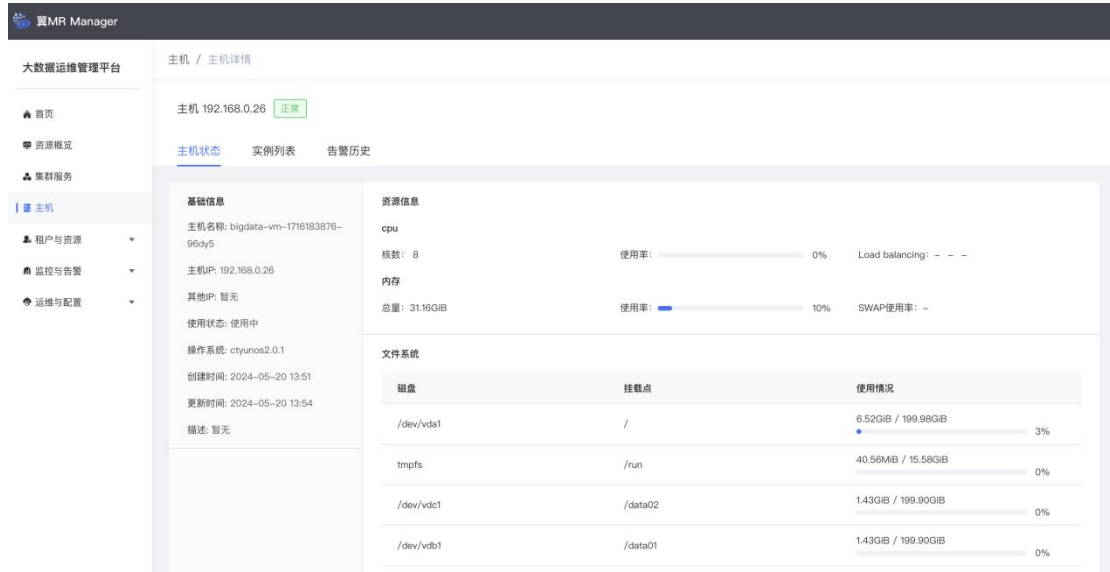 翼MR Manager
大数据运维管理平台
首页
资源概览
集群服务
主机
租户与资源
监控与告警
运维与配置
主机 / 主机详情
主机 192.168.0.26 正常
主机状态 实例列表 告警历史
基础信息
主机名称: bigdata-vm-1716183876-
96dy5
主机IP: 192.168.0.26
其他IP: 暂无
使用状态: 使用中
操作系统: ctyunos2.0.1
创建时间: 2024-05-20 13:51
更新时间: 2024-05-20 13:54
描述: 暂无
资源信息
cpu
核数: 8 使用率: 0% Load balancing: - - -
内存
总量: 31.16GiB 使用率: 10% SWAP使用率: -
文件系统
磁盘 挂载点 使用情况
/dev/vda1 / 6.52GiB / 199.98GiB
3%
tmpfs /run 40.56MiB / 15.58GiB
0%
/dev/vdc1 /data02 1.43GiB / 199.90GiB
0%
/dev/vdb1 /data01 1.43GiB / 199.90GiB
0%